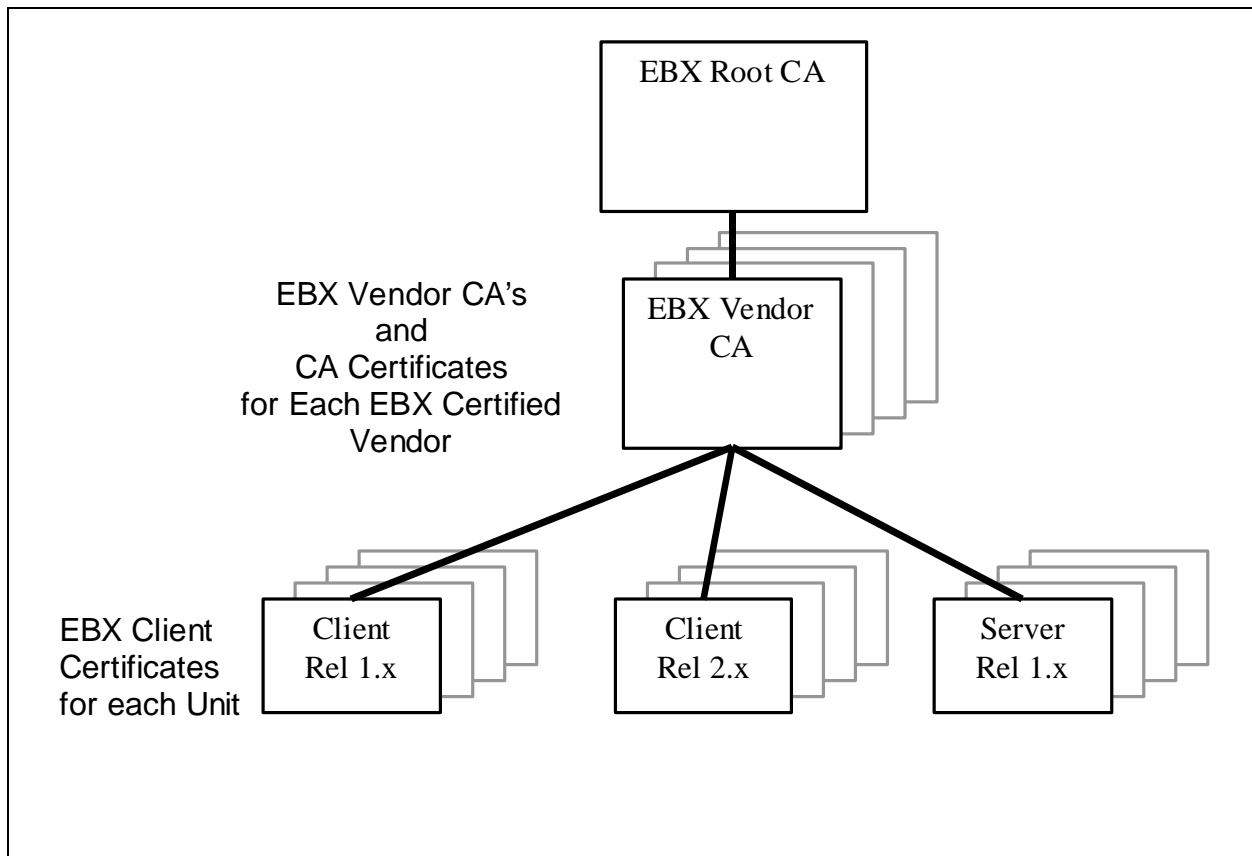 EBX Root CA
EBX Vendor CA's
and
CA Certificates
for Each EBX Certified
Vendor
EBX Vendor
CA
EBX Client
Certificates
for each Unit
Client
Rel 1.x
Client
Rel 2.x
Server
Rel 1.x